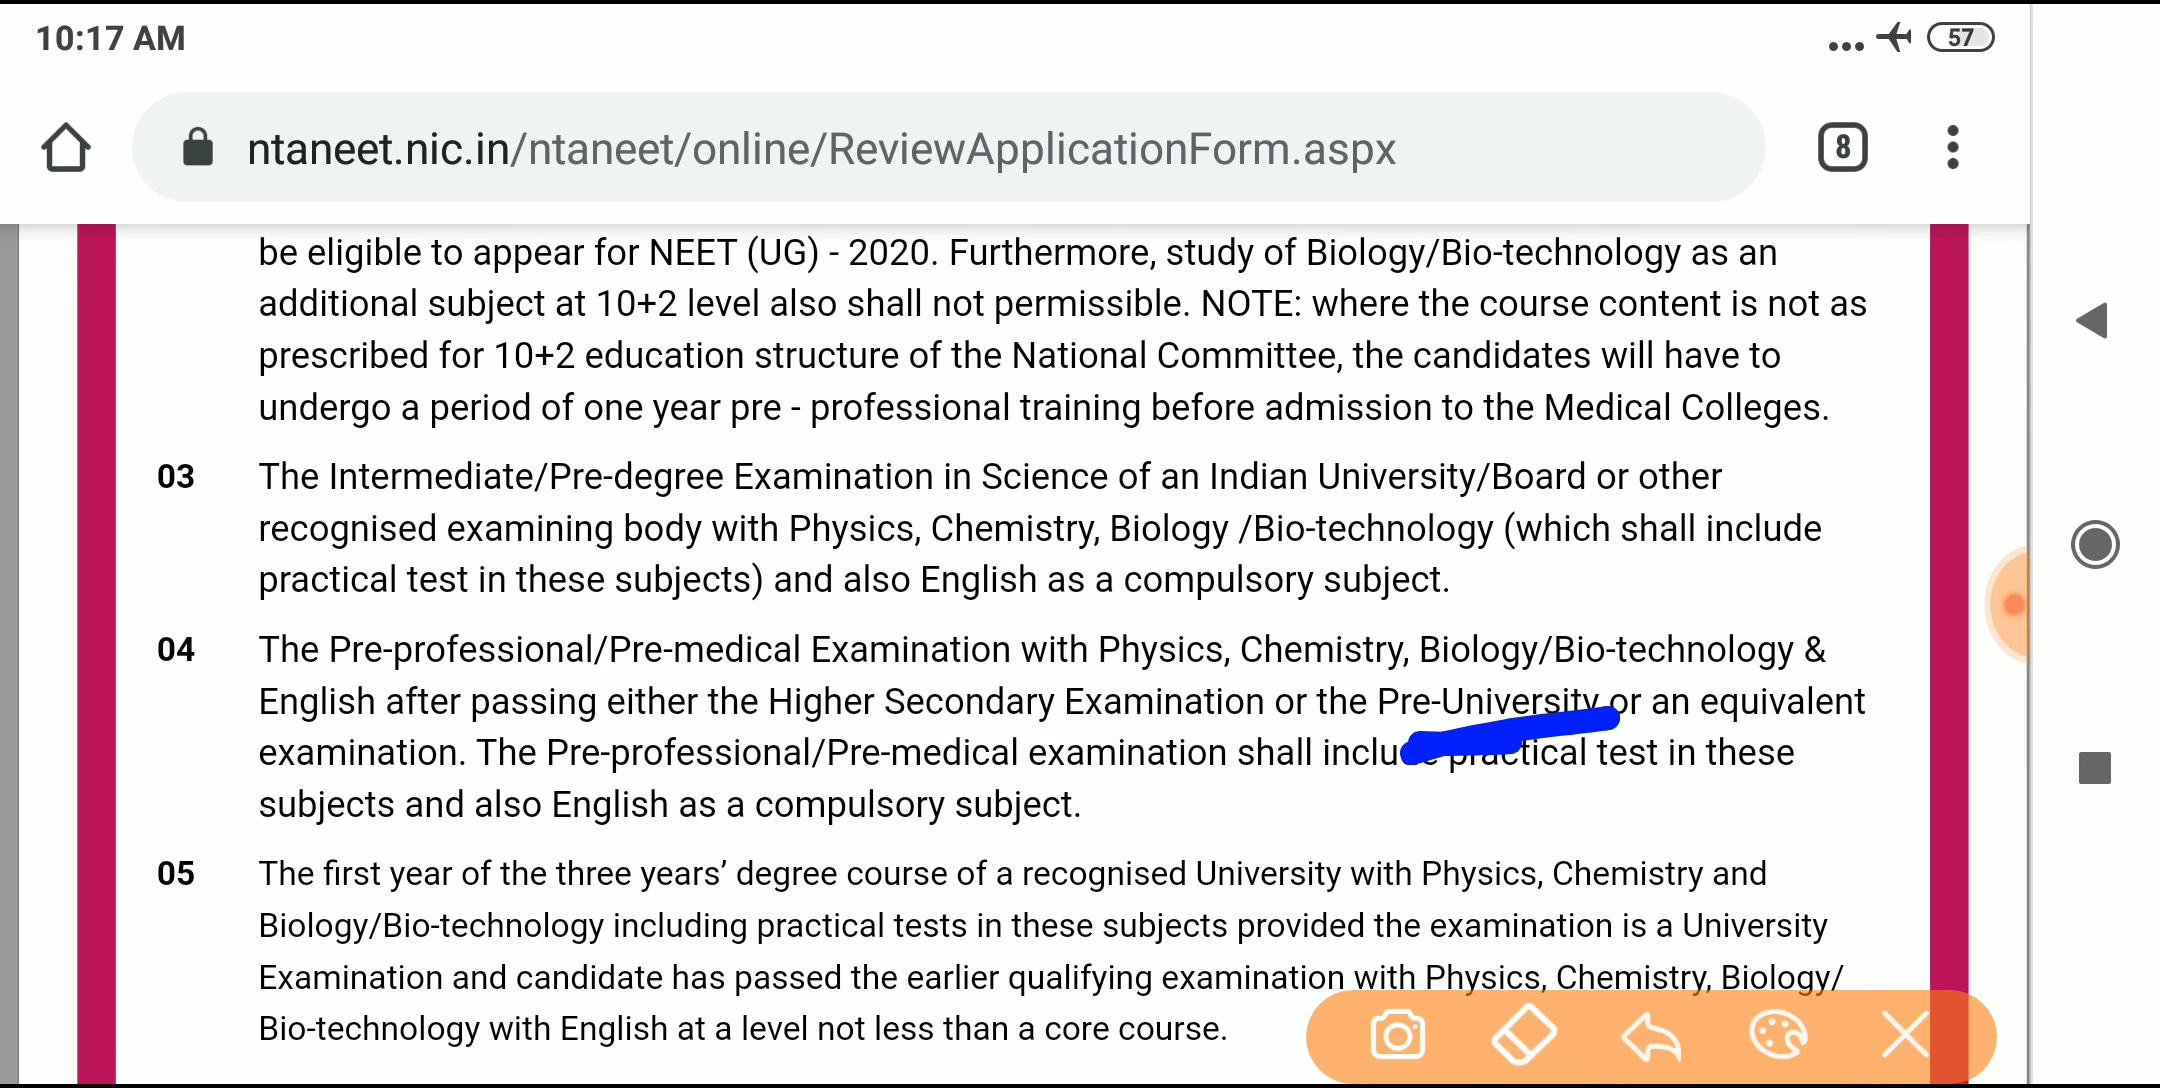 10:17 AM
57
ntaneet.nic.in/ntaneet/online/ReviewApplicationForm.aspx
8
be eligible to appear for NEET (UG) - 2020. Furthermore, study of Biology/Bio-technology as an
additional subject at 10+2 level also shall not permissible. NOTE: where the course content is not as
prescribed for 10+2 education structure of the National Committee, the candidates will have to
undergo a period of one year pre - professional training before admission to the Medical Colleges.
03 The Intermediate/Pre-degree Examination in Science of an Indian University/Board or other
recognised examining body with Physics, Chemistry, Biology /Bio-technology (which shall include
practical test in these subjects) and also English as a compulsory subject.
04 The Pre-professional/Pre-medical Examination with Physics, Chemistry, Biology/Bio-technology &
English after passing either the Higher Secondary Examination or the Pre-University or an equivalent
examination. The Pre-professional/Pre-medical examination shall include practical test in these
subjects and also English as a compulsory subject.
05 The first year of the three years’ degree course of a recognised University with Physics, Chemistry and
Biology/Bio-technology including practical tests in these subjects provided the examination is a University
Examination and candidate has passed the earlier qualifying examination with Physics, Chemistry, Biology/
Bio-technology with English at a level not less than a core course.